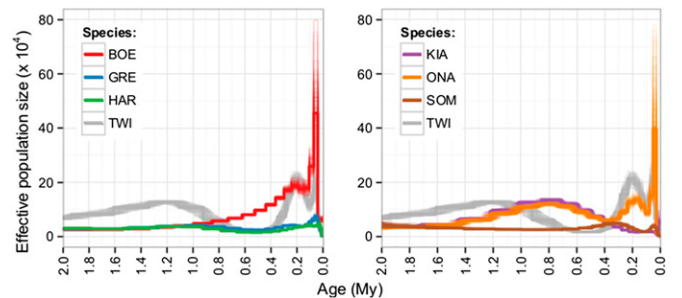 Effective population size (x 10⁴)
80
60
40
20
0
Species:
BOE
GRE
HAR
TWI
2.0 1.8 1.6 1.4 1.2 1.0 0.8 0.6 0.4 0.2 0.0
80
60
40
20
0
Species:
KIA
ONA
SOM
TWI
2.0 1.8 1.6 1.4 1.2 1.0 0.8 0.6 0.4 0.2 0.0
Age (My)